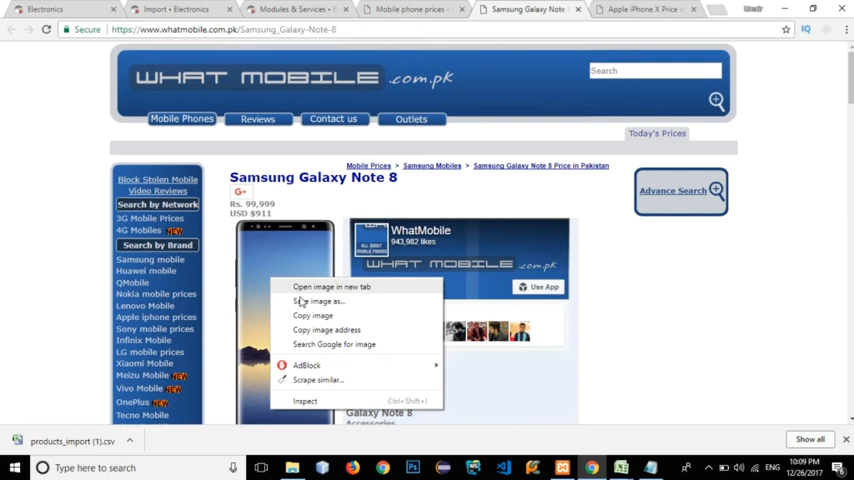 Electronics
Import • Electronics
Modules & Services •
Mobile phone prices -
Samsung Galaxy Note 8
Apple iPhone X Price in
Secure
https://www.whatmobile.com.pk/Samsung_Galaxy-Note-8
WHAT MOBILE .com.pk
Search
Mobile Phones
Reviews
Contact us
Outlets
Today's Prices
Block Stolen Mobile
Video Reviews
Search by Network
3G Mobile Prices
4G Mobiles NEW
Search by Brand
Samsung mobile
Huawei mobile
QMobile
Nokia mobile prices
Lenovo Mobile
Apple iphone prices
Sony mobile prices
Infinix Mobile
LG mobile prices
Xiaomi Mobile
Meizu Mobile NEW
Vivo Mobile NEW
OnePlus NEW
Tecno Mobile
Mobile Prices >> Samsung Mobiles >> Samsung Galaxy Note 8 Price in Pakistan
Samsung Galaxy Note 8
G+
Rs. 99,999
USD $911
WhatMobile
943,982 likes
WHAT MOBILE .com.pk
Use App
Advance Search
Open image in new tab
Save image as...
Copy image
Copy image address
Search Google for image
AdBlock
Scrape similar...
Inspect Ctrl+Shift+I
Galaxy Note 8
Accessories
products_import (1).csv
Show all
Type here to search
ENG
10:09 PM
12/26/2017